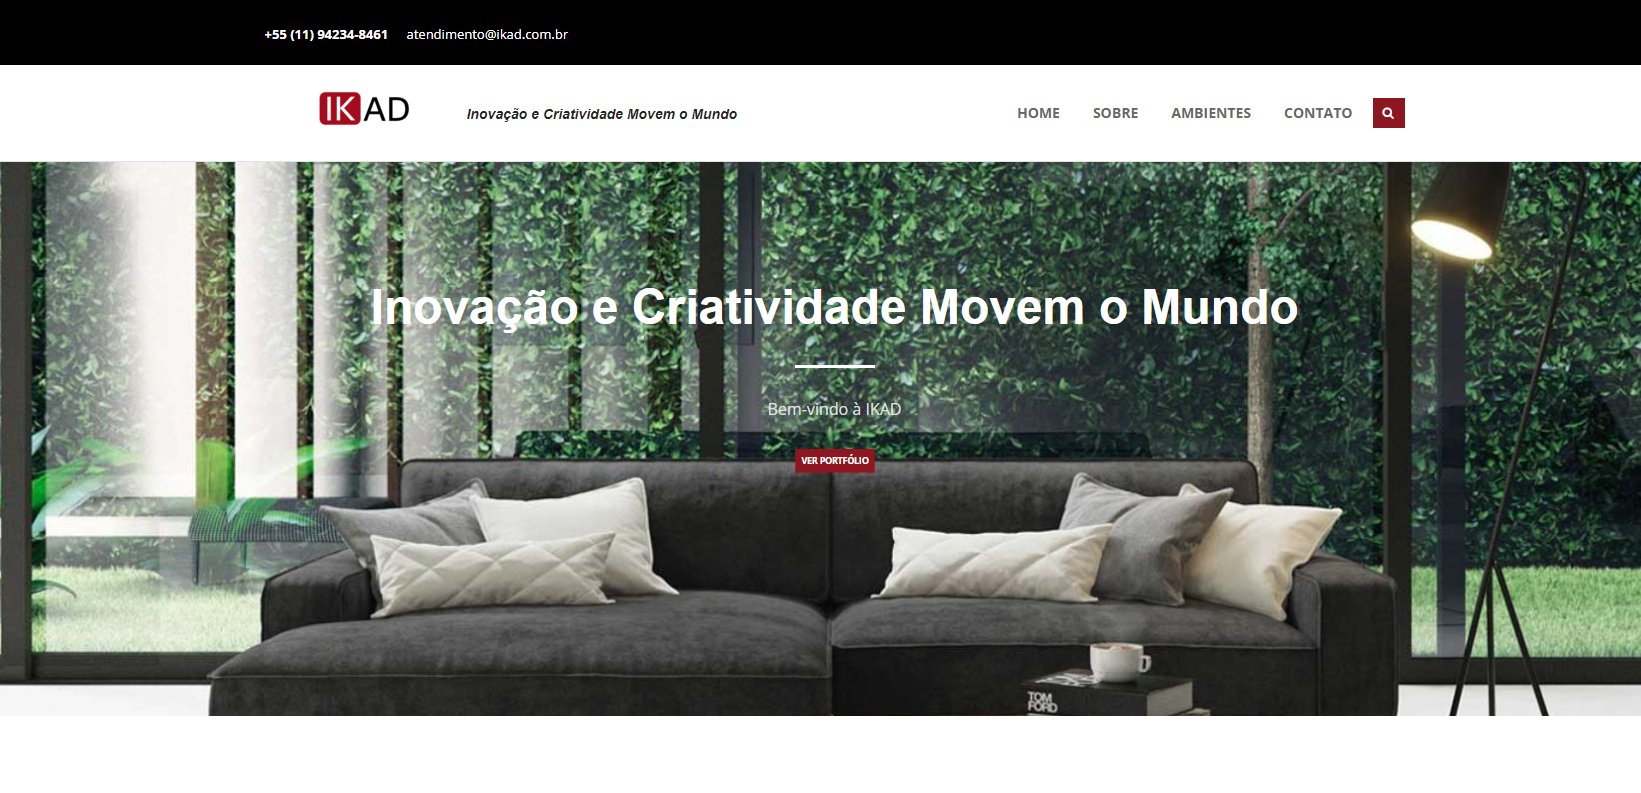 +55 (11) 94234-8461 atendimento@ikad.com.br
IKAD
Inovação e Criatividade Movem o Mundo
HOME SOBRE AMBIENTES CONTATO
Inovação e Criatividade Movem o Mundo
Bem-vindo à IKAD
VER PORTFÓLIO
TOM
FORD